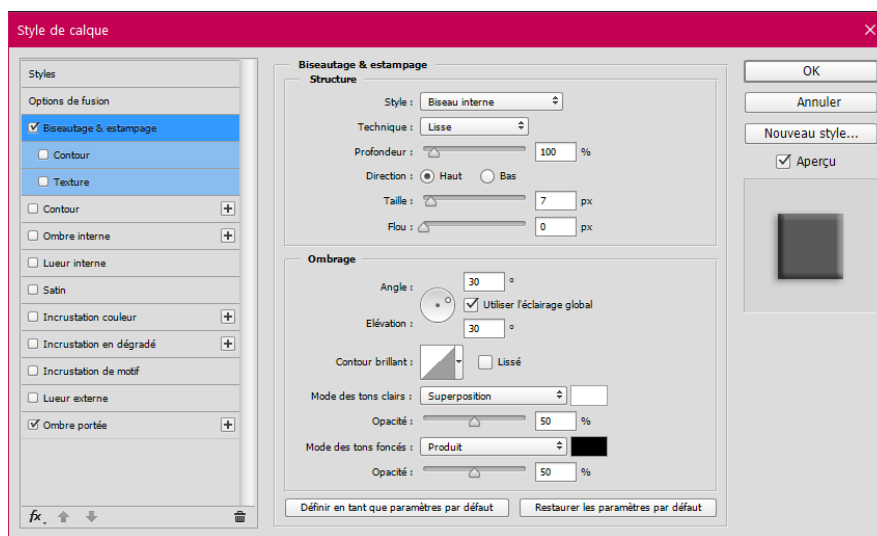 Style de calque
Styles
Options de fusion
Biseautage & estampage
Contour
Texture
Contour
Ombre interne
Lueur interne
Satin
Incrustation couleur
Incrustation en dégradé
Incrustation de motif
Lueur externe
Ombre portée
fx
Biseautage & estampage
Structure
Style : Biseau interne
Technique : Lisse
Profondeur : 100 %
Direction : Haut Bas
Taille : 7 px
Flou : 0 px
Ombrage
Angle : 30 °
Utiliser l'éclairage global
Elévation : 30 °
Contour brillant : Lissé
Mode des tons clairs : Superposition
Opacité : 50 %
Mode des tons foncés : Produit
Opacité : 50 %
Définir en tant que paramètres par défaut Restaurer les paramètres par défaut
OK
Annuler
Nouveau style...
Aperçu